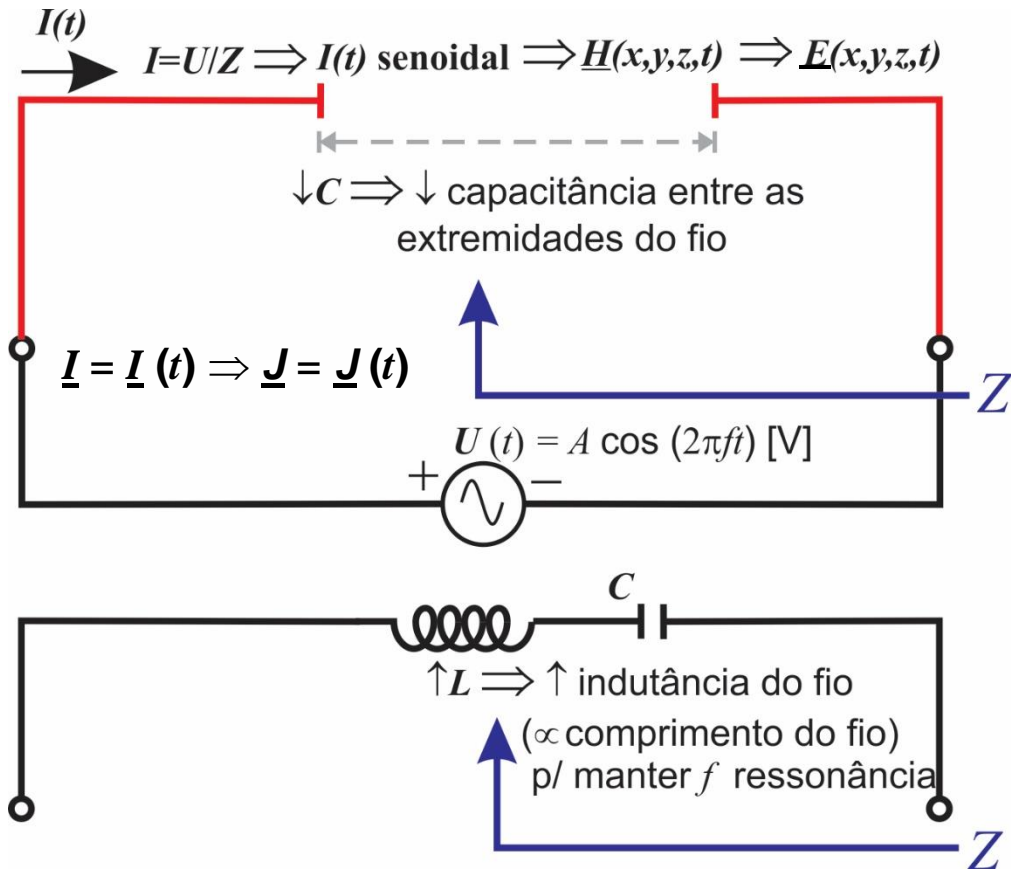 I(t)
I=U/Z ⇒ I(t) senoidal ⇒ H(x,y,z,t) ⇒ E(x,y,z,t)
↓C ⇒ ↓ capacitância entre as
extremidades do fio
I = I (t) ⇒ J = J (t)
Z
U (t) = A cos (2πft) [V]
+ −
C
↑L ⇒ ↑ indutância do fio
(∝ comprimento do fio)
p/ manter f ressonância
Z